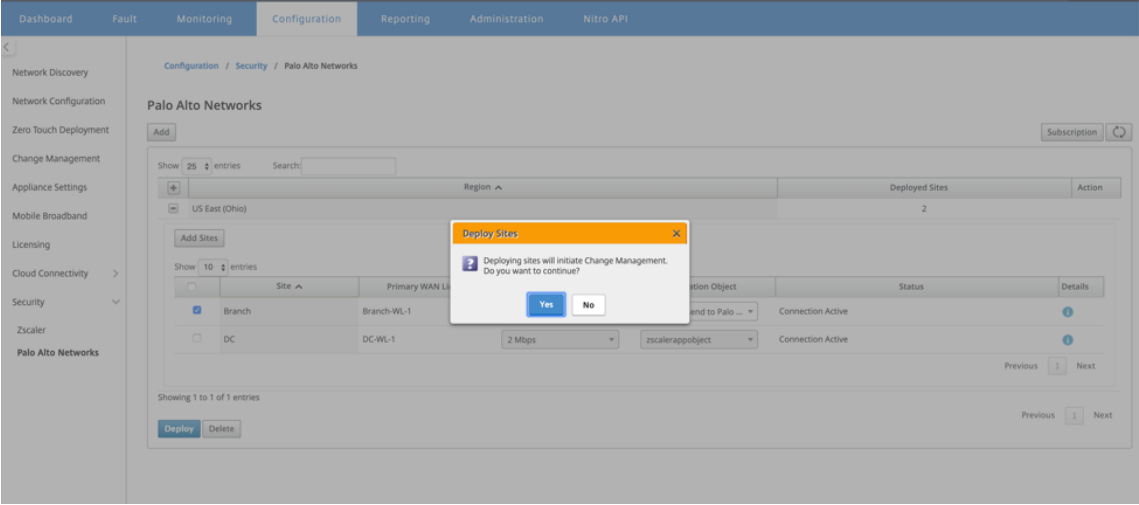 Dashboard Fault Monitoring Configuration Reporting Administration Nitro API
Configuration / Security / Palo Alto Networks
Network Discovery
Network Configuration
Zero Touch Deployment
Change Management
Appliance Settings
Mobile Broadband
Licensing
Cloud Connectivity
Security
Zscaler
Palo Alto Networks
Palo Alto Networks
Add Subscription
Show 25 entries Search:
Region Deployed Sites Action
US East (Ohio) 2
Add Sites
Show 10 entries
Site Primary WAN Object Status Details
Branch Branch-WL-1 to Palo ... Connection Active
DC DC-WL-1 2 Mbps zscalerappobject Connection Active
Previous 1 Next
Showing 1 to 1 of 1 entries
Previous 1 Next
Deploy Delete
Deploy Sites
Deploying sites will initiate Change Management.
Do you want to continue?
Yes No